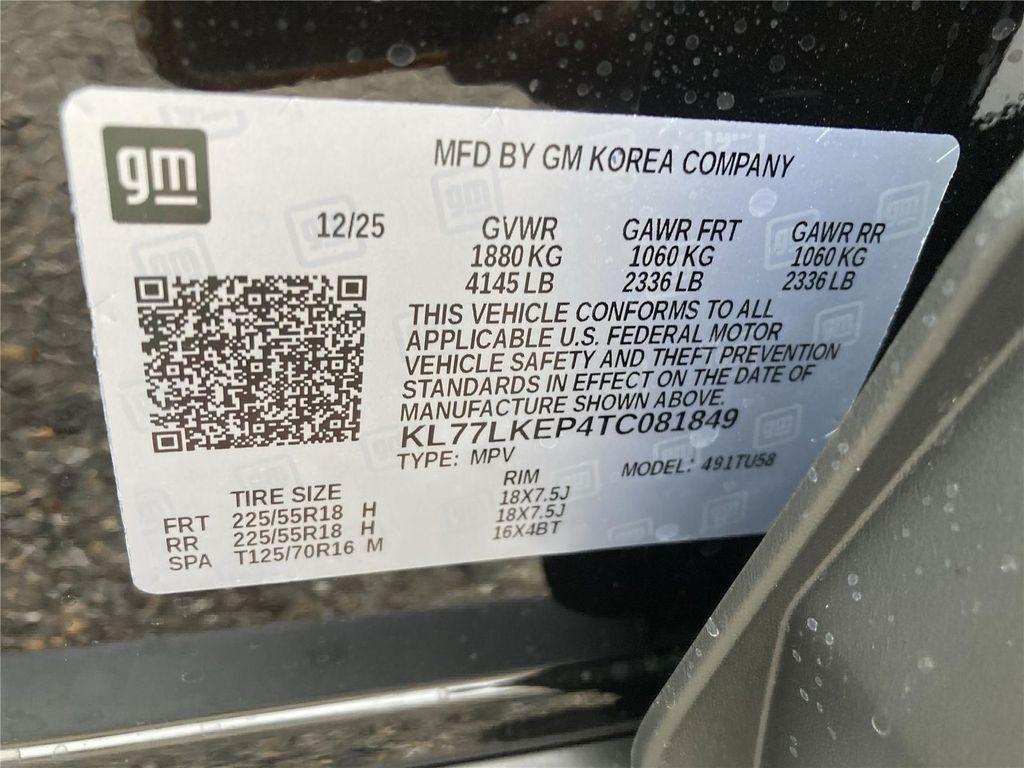 gm
MFD BY GM KOREA COMPANY
12/25
GVWR GAWR FRT GAWR RR
1880 KG 1060 KG 1060 KG
4145 LB 2336 LB 2336 LB
THIS VEHICLE CONFORMS TO ALL
APPLICABLE U.S. FEDERAL MOTOR
VEHICLE SAFETY AND THEFT PREVENTION
STANDARDS IN EFFECT ON THE DATE OF
MANUFACTURE SHOWN ABOVE.
KL77LKEP4TC081849
TYPE: MPV MODEL: 491TU58
TIRE SIZE RIM
FRT 225/55R18 H 18X7.5J
RR 225/55R18 H 18X7.5J
SPA T125/70R16 M 16X4BT